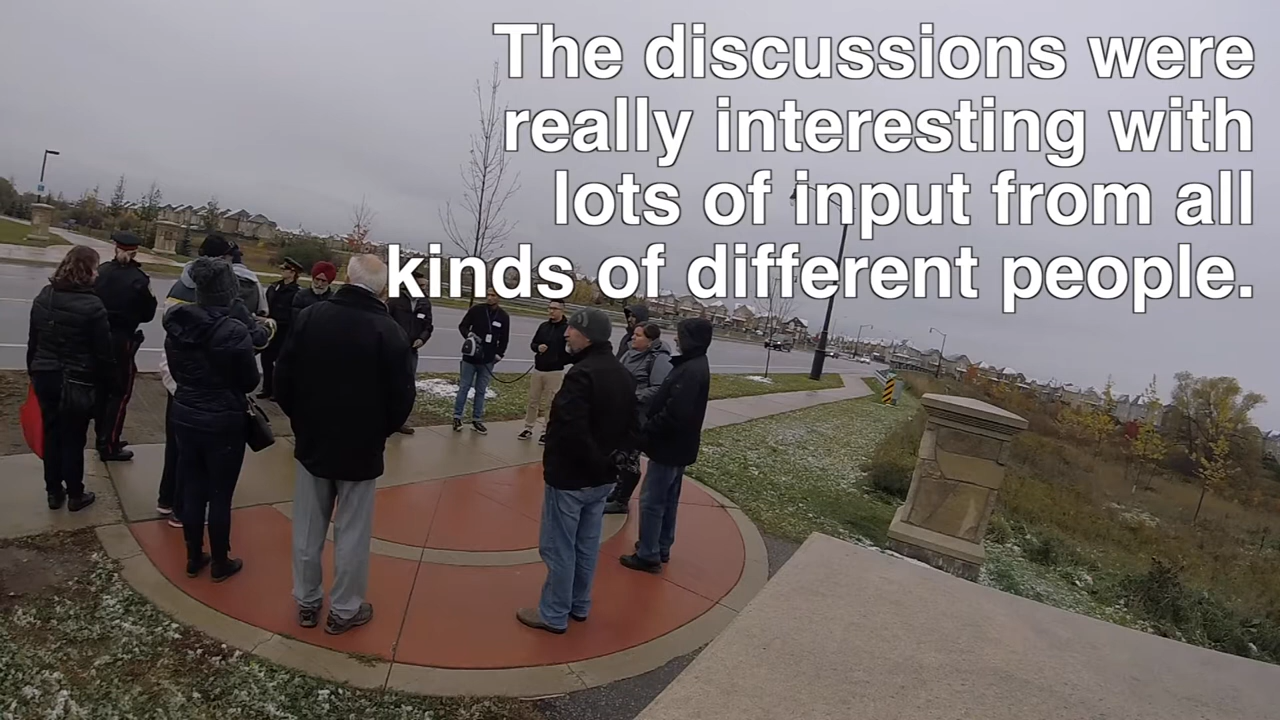 The discussions were
really interesting with
lots of input from all
kinds of different people.